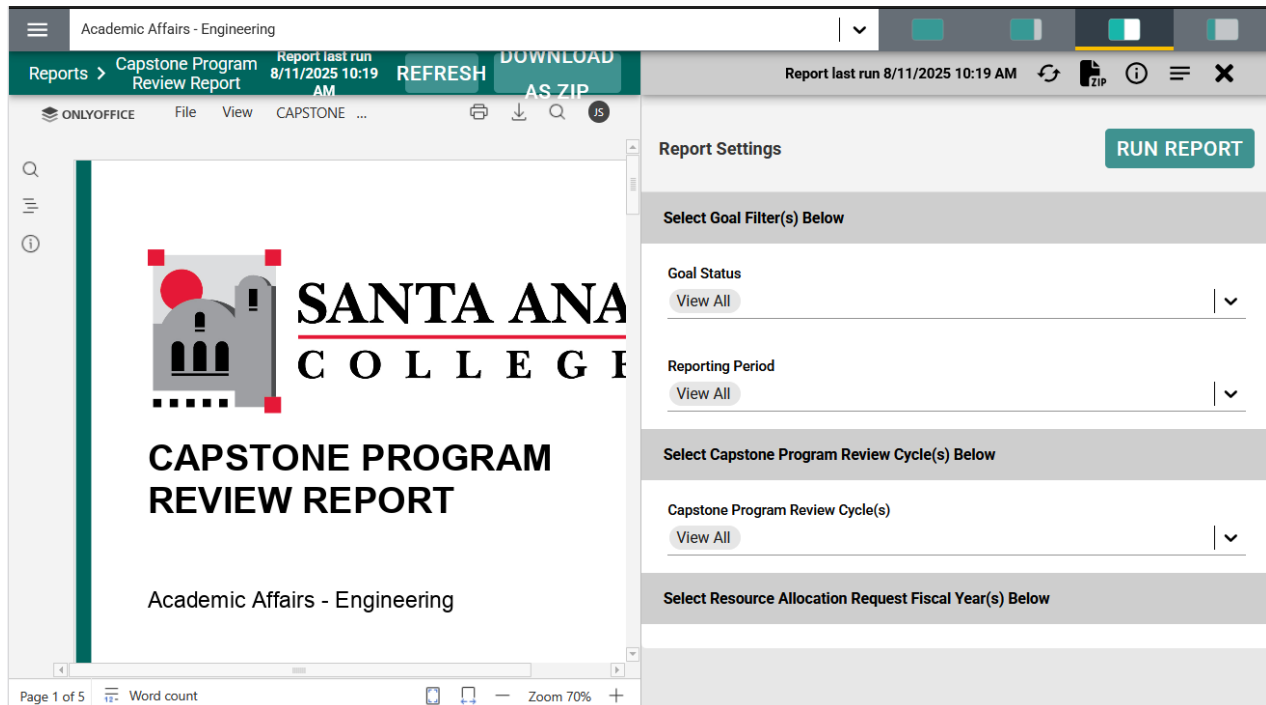 Academic Affairs - Engineering
Reports > Capstone Program Review Report
Report last run 8/11/2025 10:19 AM
REFRESH
DOWNLOAD AS ZIP
ONLYOFFICE
File
View
CAPSTONE ...
JS
SANTA ANA
COLLEGE
CAPSTONE PROGRAM
REVIEW REPORT
Academic Affairs - Engineering
Page 1 of 5
12-
Word count
Zoom 70%
Report last run 8/11/2025 10:19 AM
ZIP
Report Settings
RUN REPORT
Select Goal Filter(s) Below
Goal Status
View All
Reporting Period
View All
Select Capstone Program Review Cycle(s) Below
Capstone Program Review Cycle(s)
View All
Select Resource Allocation Request Fiscal Year(s) Below